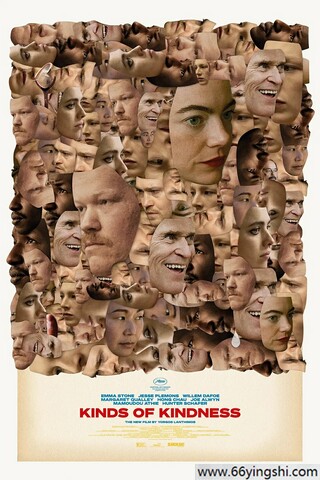 EMMA STONE JESSE PLEMONS WILLEM DAFOE
MARGARET QUALLEY HONG CHAU JOE ALWYN
MAMOUDOU ATHIE HUNTER SCHAFER
KINDS OF KINDNESS
THE NEW FILM BY YORGOS LANTHIMOS
www.66yingshi.com